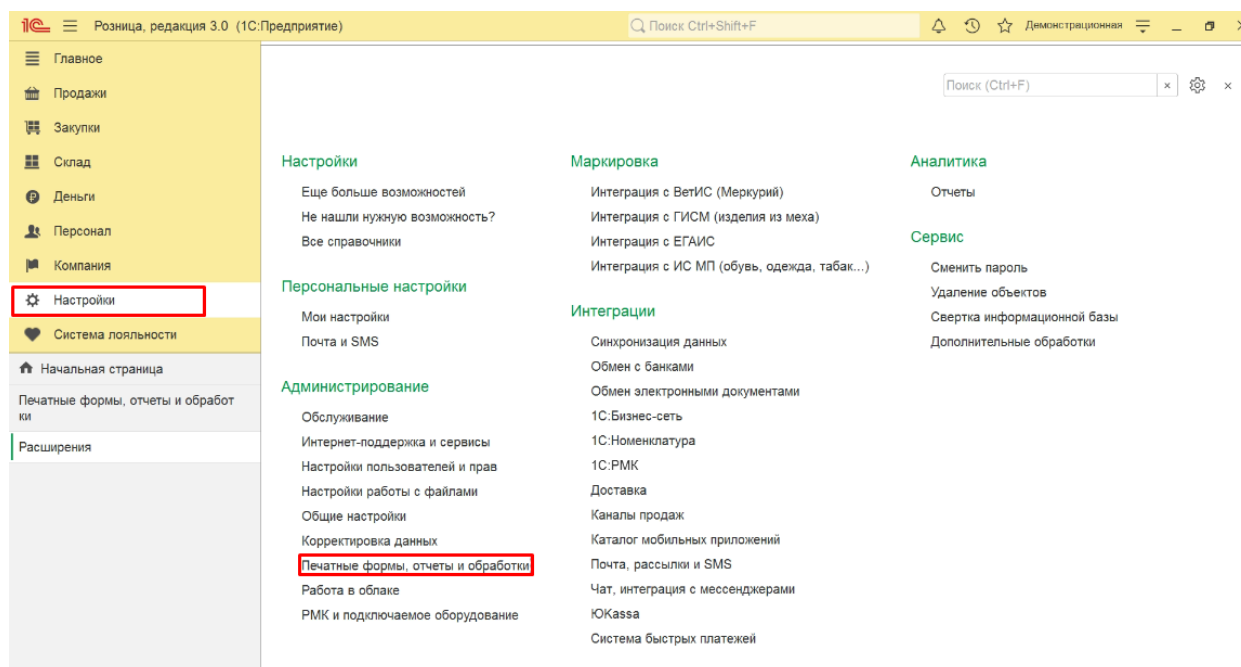 1С Розница, редакция 3.0 (1С:Предприятие) Поиск Ctrl+Shift+F Демонстрационная
Главное
Продажи
Закупки
Склад
Деньги
Персонал
Компания
Настройки
Система лояльности
Начальная страница
Печатные формы, отчеты и обработ
ки
Расширения
Поиск (Ctrl+F)
Настройки
Еще больше возможностей
Не нашли нужную возможность?
Все справочники
Персональные настройки
Мои настройки
Почта и SMS
Администрирование
Обслуживание
Интернет-поддержка и сервисы
Настройки пользователей и прав
Настройки работы с файлами
Общие настройки
Корректировка данных
Печатные формы, отчеты и обработки
Работа в облаке
РМК и подключаемое оборудование
Маркировка
Интеграция с ВетИС (Меркурий)
Интеграция с ГИСМ (изделия из меха)
Интеграция с ЕГАИС
Интеграция с ИС МП (обувь, одежда, табак...)
Интеграции
Синхронизация данных
Обмен с банками
Обмен электронными документами
1С:Бизнес-сеть
1С:Номенклатура
1С:РМК
Доставка
Каналы продаж
Каталог мобильных приложений
Почта, рассылки и SMS
Чат, интеграция с мессенджерами
ЮKassa
Система быстрых платежей
Аналитика
Отчеты
Сервис
Сменить пароль
Удаление объектов
Свертка информационной базы
Дополнительные обработки